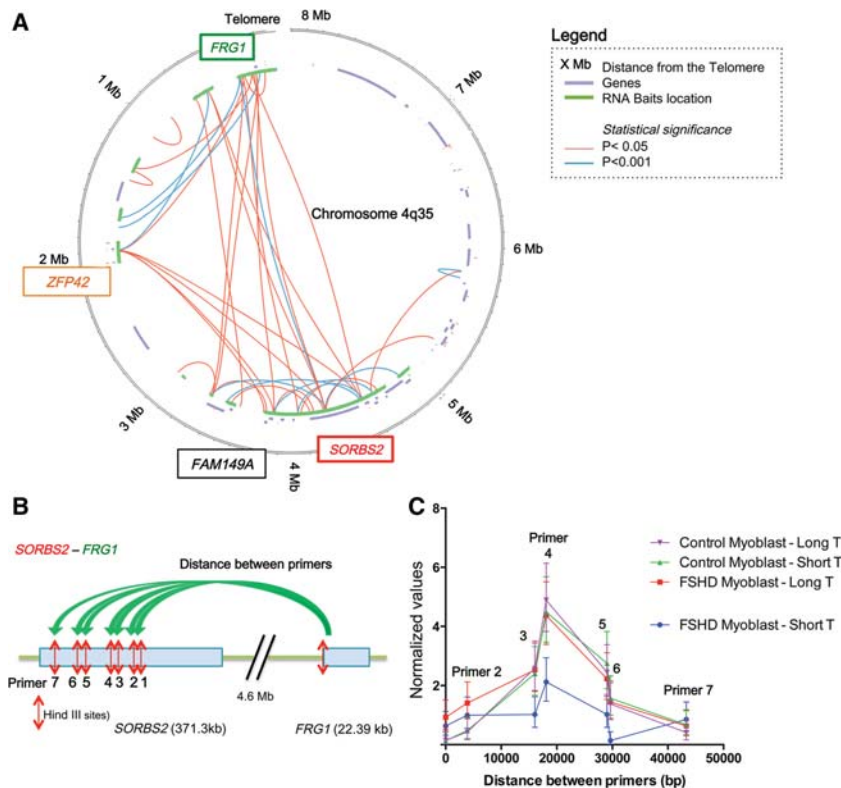 A
Telomere
8 Mb
FRG1
1 Mb
7 Mb
Chromosome 4q35
2 Mb
6 Mb
ZFP42
3 Mb
5 Mb
FAM149A
4 Mb
SORBS2
Legend
X Mb Distance from the Telomere
Genes
RNA Baits location
Statistical significance
P< 0.05
P<0.001
B
SORBS2 – FRG1
Distance between primers
Primer 7 6 5 4 3 2 1
4.6 Mb
Hind III sites)
SORBS2 (371.3kb)
FRG1 (22.39 kb)
C
Normalized values
8
6
4
2
Primer 2
3
Primer
4
5
6
Primer 7
0 10000 20000 30000 40000 50000
Distance between primers (bp)
Control Myoblast - Long T
Control Myoblast - Short T
FSHD Myoblast - Long T
FSHD Myoblast - Short T